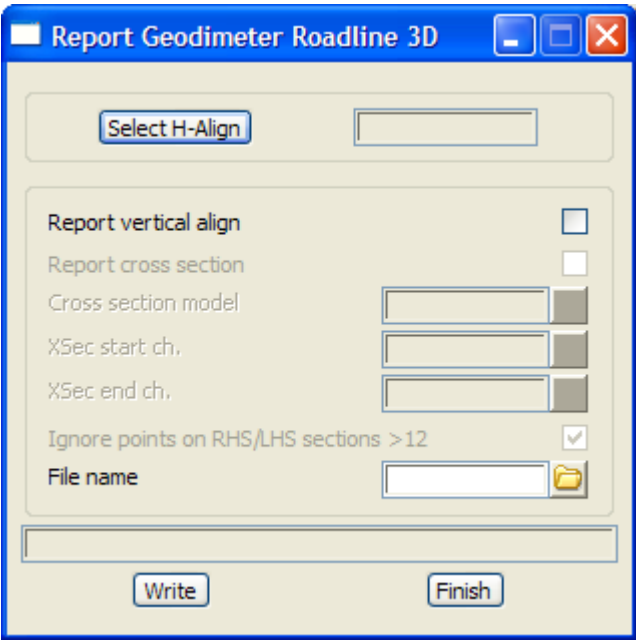 Report Geodimeter Roadline 3D
Select H-Align
Report vertical align
Report cross section
Cross section model
XSec start ch.
XSec end ch.
Ignore points on RHS/LHS sections >12
File name
Write Finish